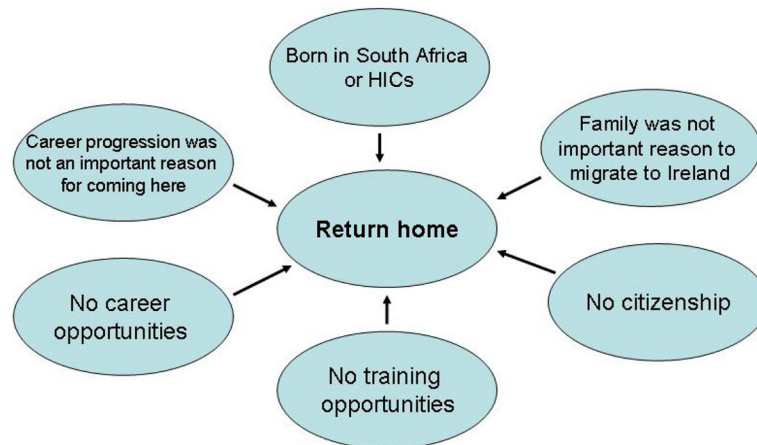 Born in South Africa
or HICs
Career progression was
not an important reason
for coming here
Family was not
important reason to
migrate to Ireland
Return home
No career
opportunities
No citizenship
No training
opportunities